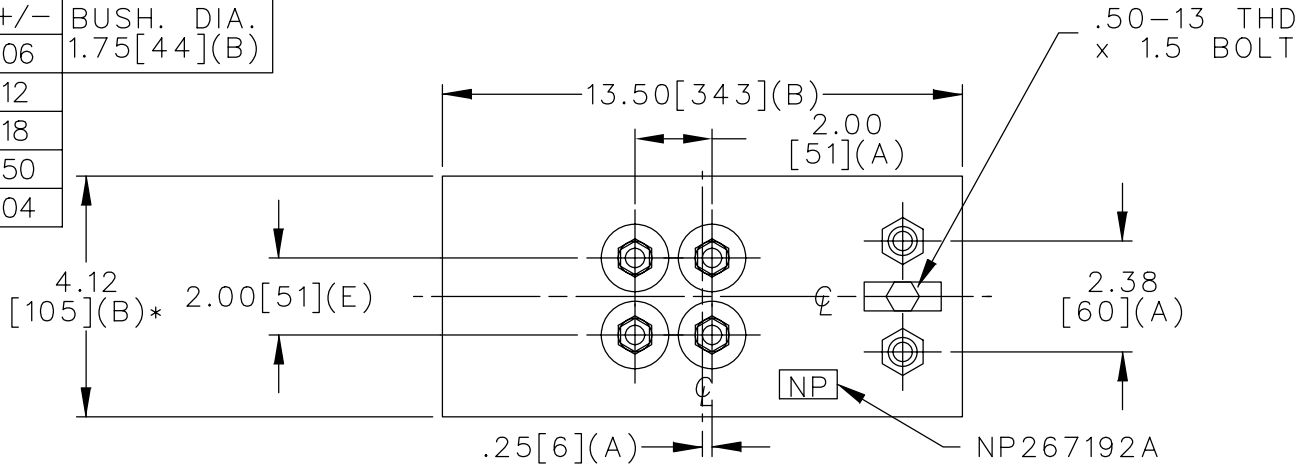 +/-
06
12
18
50
04
BUSH. DIA.
1.75[44](B)
.50-13 THD
x 1.5 BOLT
13.50[343](B)
2.00
[51](A)
4.12
[105](B)*
2.00[51](E)
℄
2.38
[60](A)
℄
NP
.25[6](A)
NP267192A